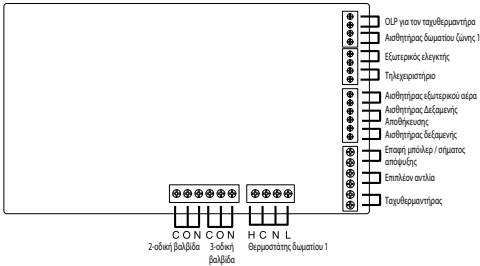 OLP για τον ταχυθερμαντήρα
Αισθητήρας δωματίου ζώνης 1
Εξωτερικός ελεγκτής
Τηλεχειριστήριο
Αισθητήρας εξωτερικού αέρα
Αισθητήρας Δεξαμενής
Αποθήκευσης
Αισθητήρας δεξαμενής
Επαφή μπόιλερ / σήματος
απόψυξης
Επιπλέον αντλία
Ταχυθερμαντήρας
C O N C O N H C N L
2-οδική βαλβίδα 3-οδική βαλβίδα Θερμοστάτης δωματίου 1